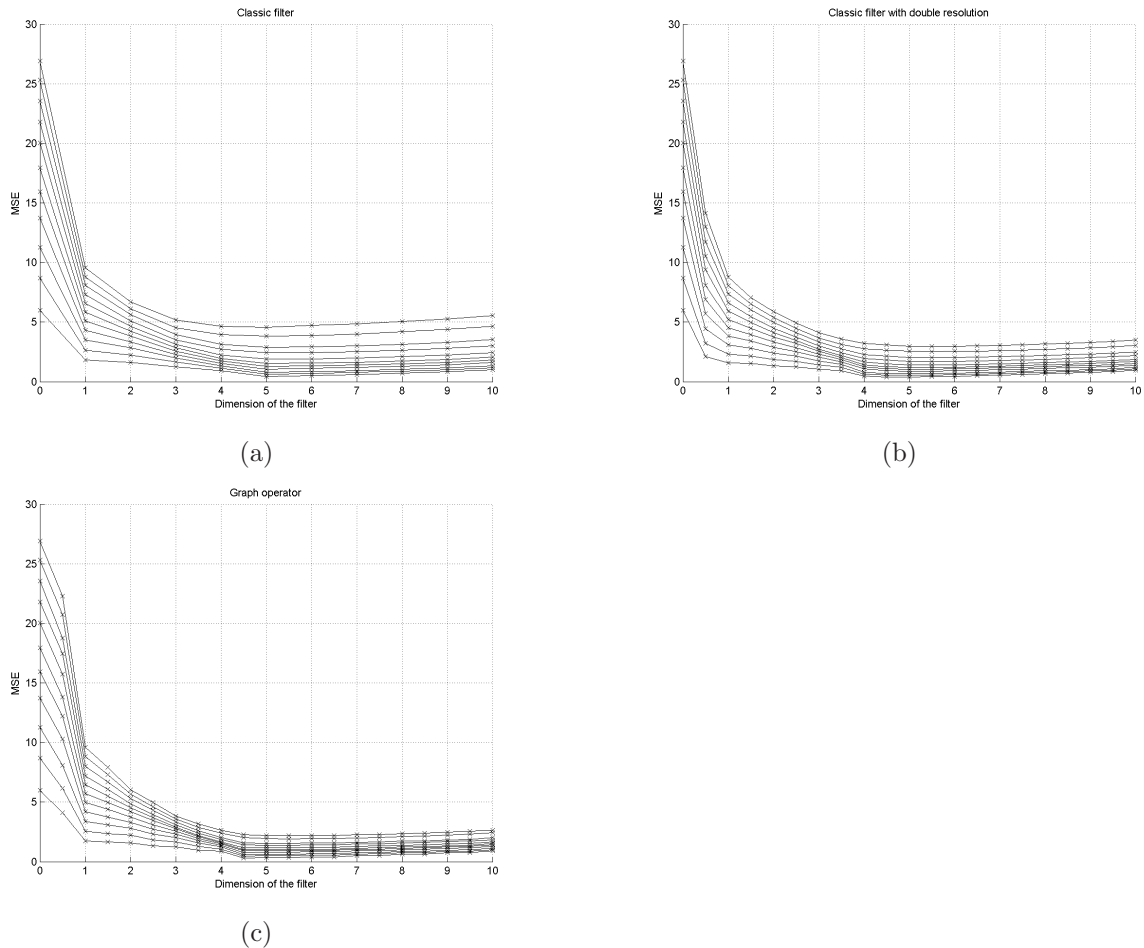 Classic filter
30
25
20
15
10
5
0
MSE
0 1 2 3 4 5 6 7 8 9 10
Dimension of the filter
(a)
Classic filter with double resolution
30
25
20
15
10
5
0
MSE
0 1 2 3 4 5 6 7 8 9 10
Dimension of the filter
(b)
Graph operator
30
25
20
15
10
5
0
MSE
0 1 2 3 4 5 6 7 8 9 10
Dimension of the filter
(c)